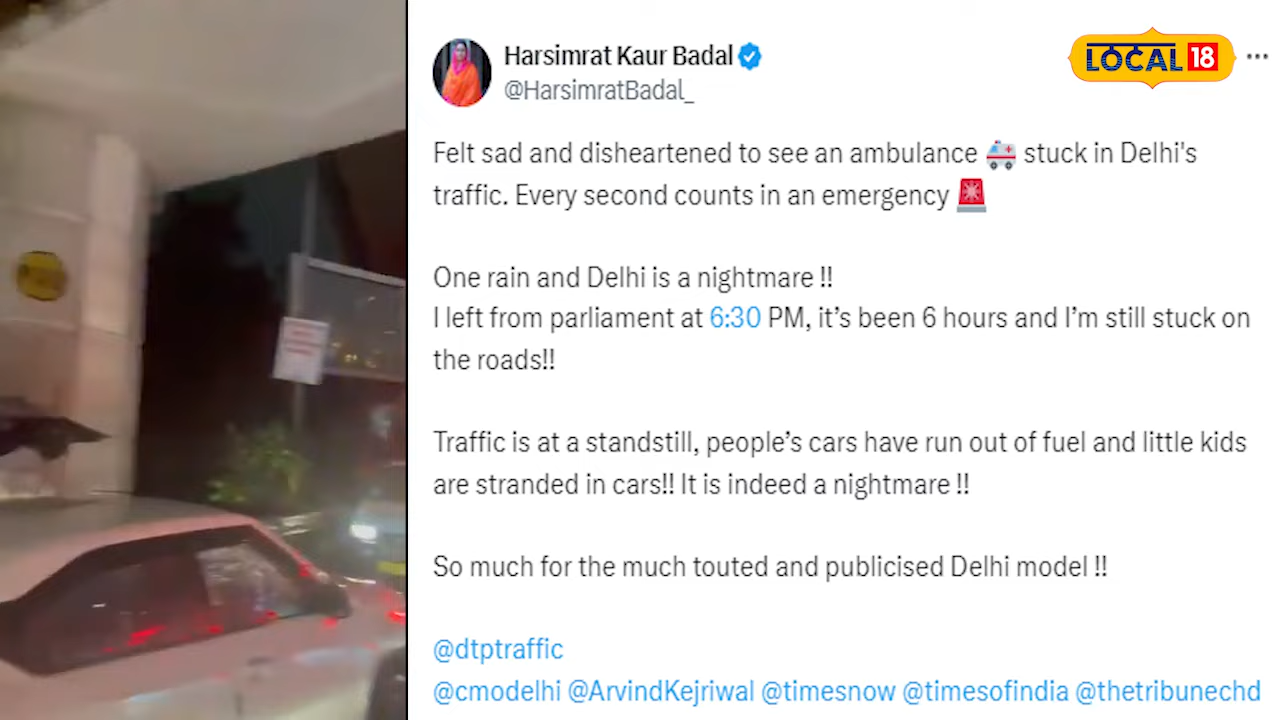 Harsimrat Kaur Badal
LOCAL 18
@HarsimratBadal_
Felt sad and disheartened to see an ambulance 🚑 stuck in Delhi's
traffic. Every second counts in an emergency 🚨
One rain and Delhi is a nightmare !!
I left from parliament at 6:30 PM, it’s been 6 hours and I’m still stuck on
the roads!!
Traffic is at a standstill, people’s cars have run out of fuel and little kids
are stranded in cars!! It is indeed a nightmare !!
So much for the much touted and publicised Delhi model !!
@dtptraffic
@cmodelhi @ArvindKejriwal @timesnow @timesofindia @thetribunechd